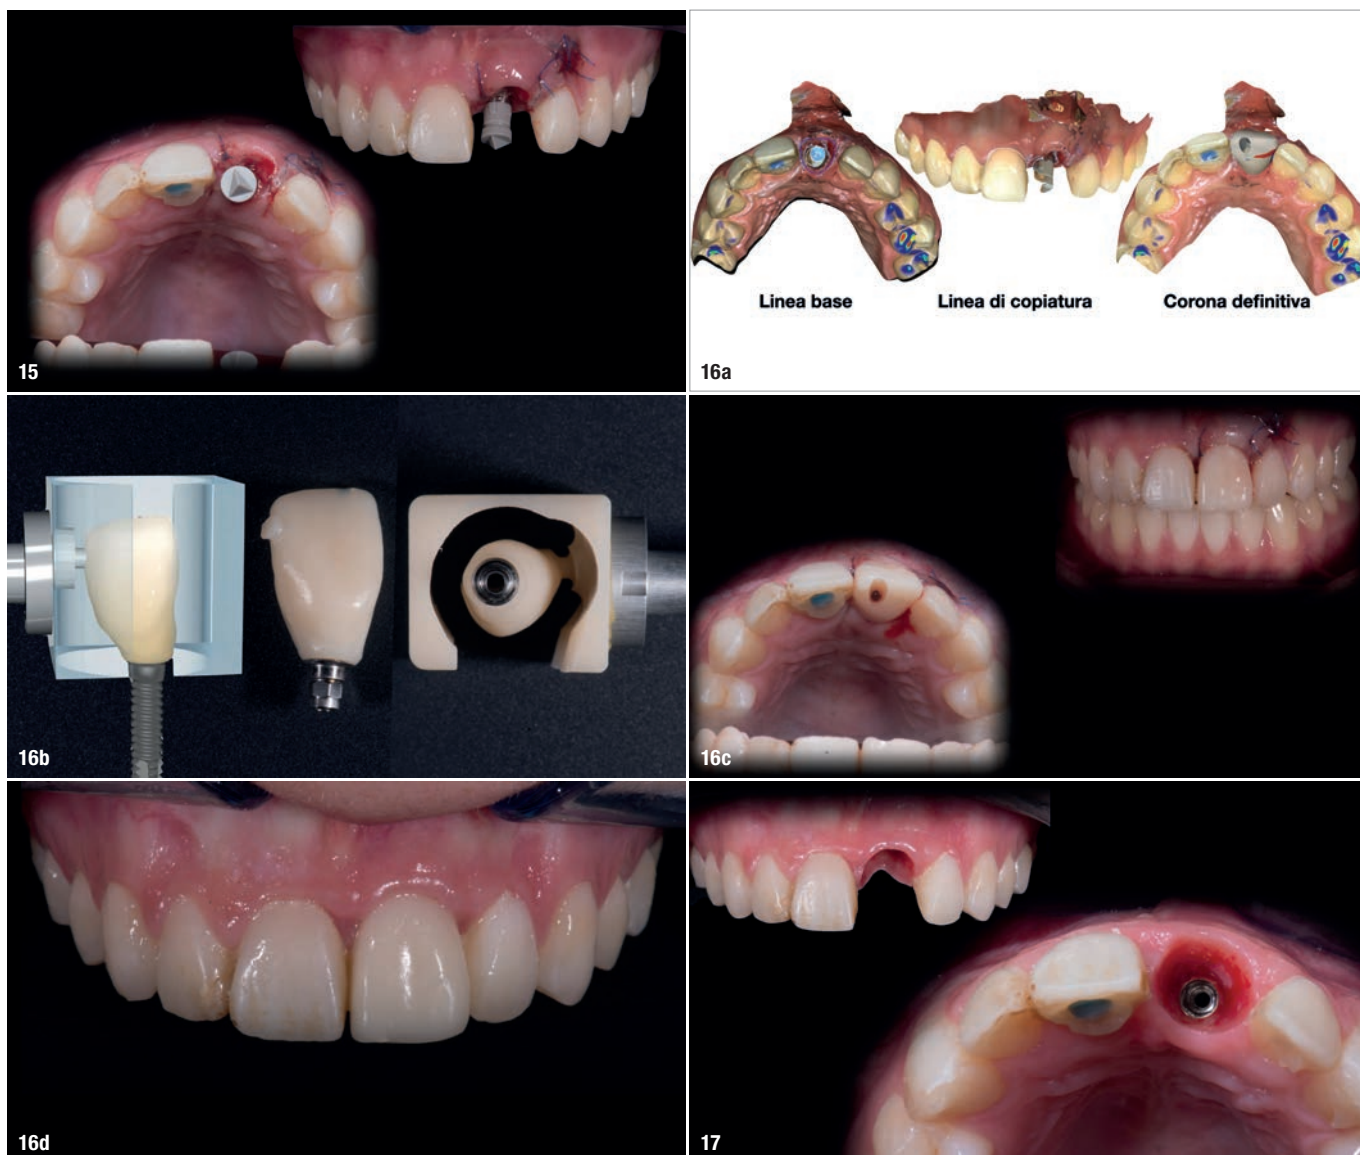 15
Linea base
Linea di copiatura
Corona definitiva
16a
16b
16c
16d
17